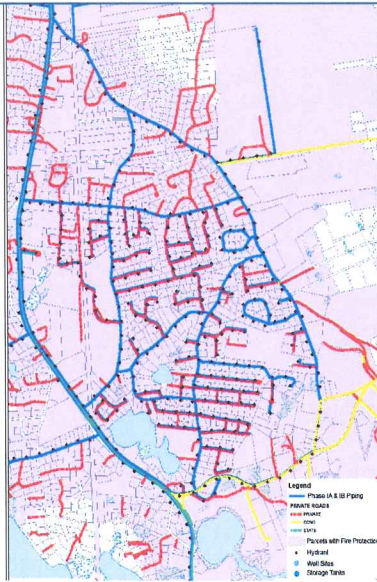 Legend
Phase IA & IB Piping
PRIVATE ROADS
PRIVATE
STATE
Parcels with Fire Protection
Hydrant
Well Sites
Storage Tanks